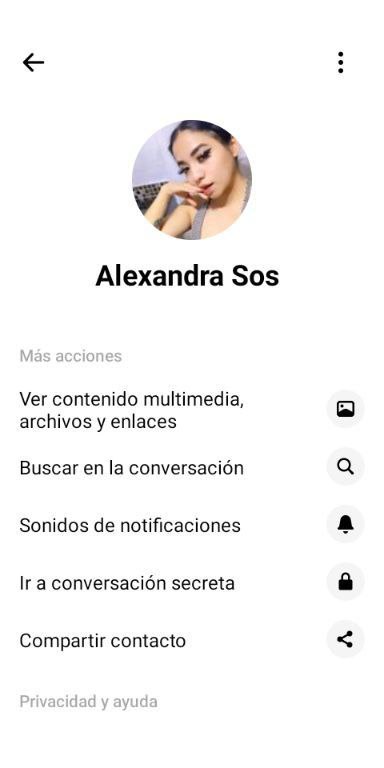 Alexandra Sos
Más acciones
Ver contenido multimedia,
archivos y enlaces
Buscar en la conversación
Sonidos de notificaciones
Ir a conversación secreta
Compartir contacto
Privacidad y ayuda